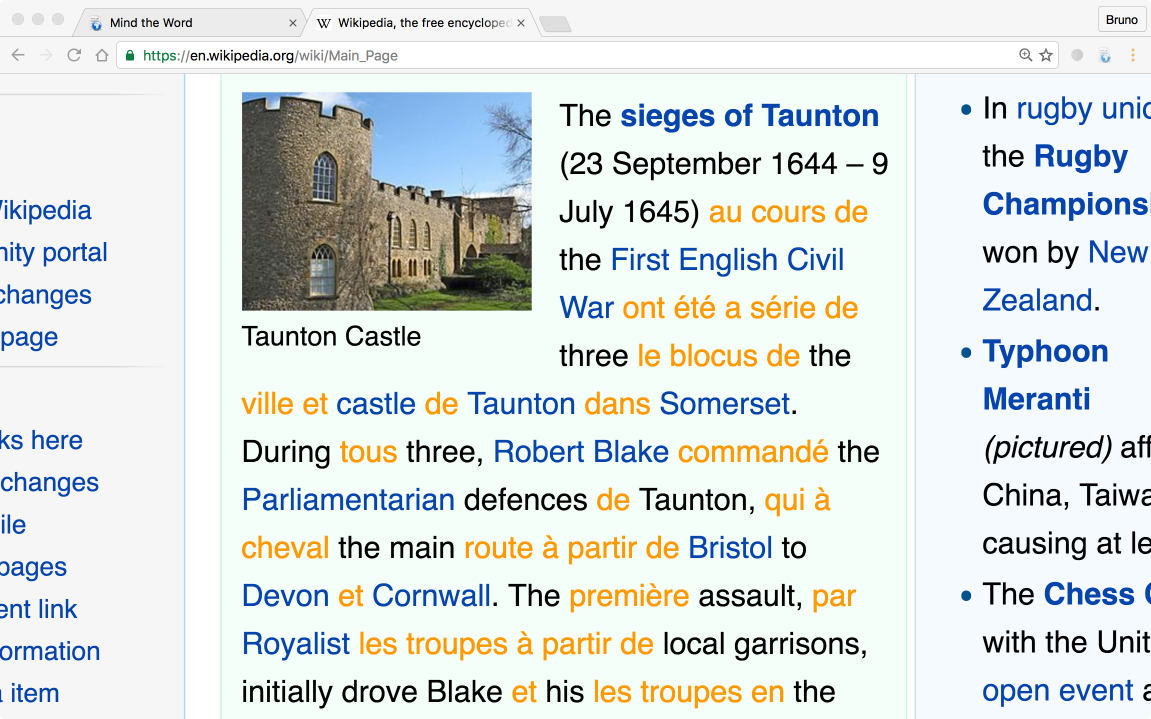 Mind the Word
Wikipedia, the free encycloped
Bruno
https://en.wikipedia.org/wiki/Main_Page
Wikipedia
nity portal
changes
page
ks here
changes
ile
pages
ent link
ormation
item
Taunton Castle
The sieges of Taunton
(23 September 1644 – 9
July 1645) au cours de
the First English Civil
War ont été a série de
three le blocus de the
ville et castle de Taunton dans Somerset.
During tous three, Robert Blake commandé the
Parliamentarian defences de Taunton, qui à
cheval the main route à partir de Bristol to
Devon et Cornwall. The première assault, par
Royalist les troupes à partir de local garrisons,
initially drove Blake et his les troupes en the
In rugby unio
the Rugby
Champions
won by New
Zealand.
Typhoon
Meranti
(pictured) aff
China, Taiwa
causing at le
The Chess
with the Unit
open event a